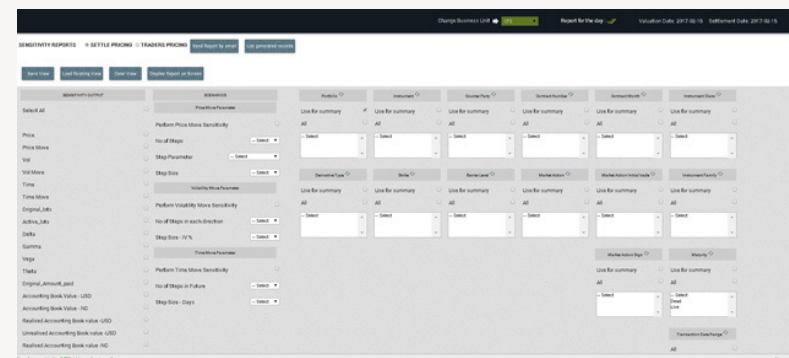 Change Business Unit
Report for the day :
Valuation Date: 2017-02-15 Settlement Date: 2017-02-15
SENSITIVITY REPORTS SETTLE PRICING TRADERS PRICING Send Report by email List generated records
Save View Load Existing View Clear View Display Report on Screen
SENSITIVITY OUTPUT
Select All
Price
Price Move
Vol
Vol Move
Time
Time Move
Original_lots
Active_lots
Delta
Gamma
Vega
Theta
Original_Amount_paid
Accounting Book Value - USD
Accounting Book Value - NC
Realised Accounting Book value -USD
Unrealised Accounting Book value -USD
Realised Accounting Book value -NC
SCENARIOS
Price Move Parameter
Perform Price Move Sensitivity
No of Steps -- Select
Step Parameter -- Select
Step Size -- Select
Volatility Move Parameter
Perform Volatility Move Sensitivity
No of Steps in each direction -- Select
Step Size - IV % -- Select
Time Move Parameter
Perform Time Move Sensitivity
No of Steps in Future -- Select
Step Size - Days -- Select
Portfolio Instrument Counter Party Contract Number Contract Month Instrument Class
Use for summary Use for summary Use for summary Use for summary Use for summary Use for summary
All All All All All All
-- Select -- Select -- Select -- Select -- Select -- Select
Derivative Type Strike Barrier Level Market Action Market Action Initial trade Instrument Family
Use for summary Use for summary Use for summary Use for summary Use for summary Use for summary
All All All All All All
-- Select -- Select -- Select -- Select -- Select -- Select
Market Action Sign Maturity
Use for summary Use for summary
All All
-- Select -- Select
Dead
Live
Transaction Date Range
All